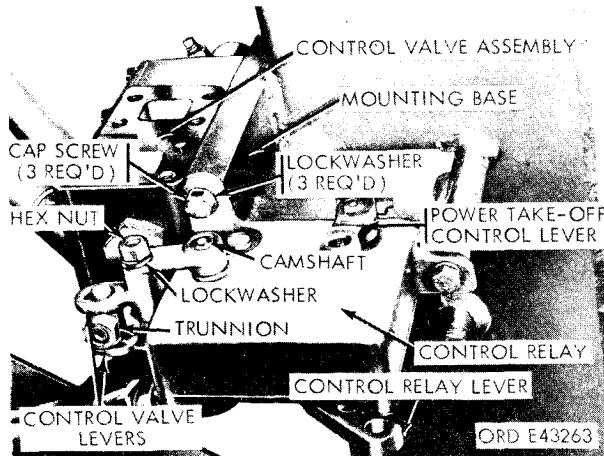 CONTROL VALVE ASSEMBLY
MOUNTING BASE
CAP SCREW
(3 REQ'D)
LOCKWASHER
(3 REQ'D)
HEX NUT
POWER TAKE-OFF
CONTROL LEVER
CAMSHAFT
LOCKWASHER
TRUNNION
CONTROL RELAY
CONTROL RELAY LEVER
CONTROL VALVE
LEVERS
ORD E43263